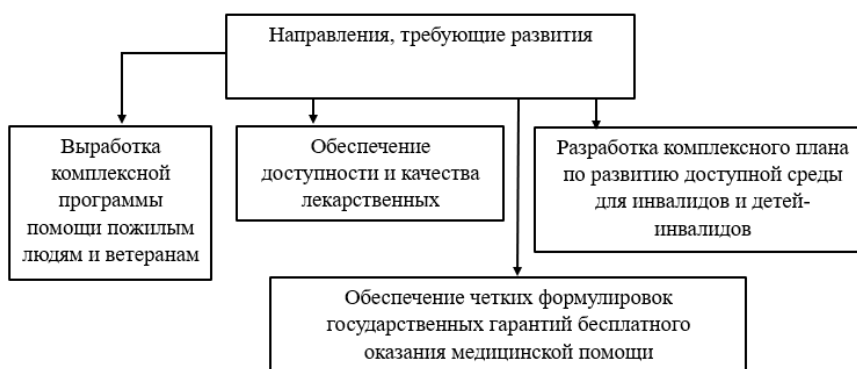 Направления, требующие развития
Выработка
комплексной
программы
помощи пожилым
людям и ветеранам
Обеспечение
доступности и качества
лекарственных
Разработка комплексного плана
по развитию доступной среды
для инвалидов и детей-
инвалидов
Обеспечение четких формулировок
государственных гарантий бесплатного
оказания медицинской помощи